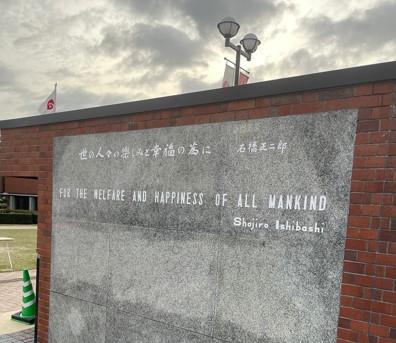 世の人々の楽しみと幸福の為に 石橋正二郎
FOR THE WELFARE AND HAPPINESS OF ALL MANKIND
Shojiro Ishibashi